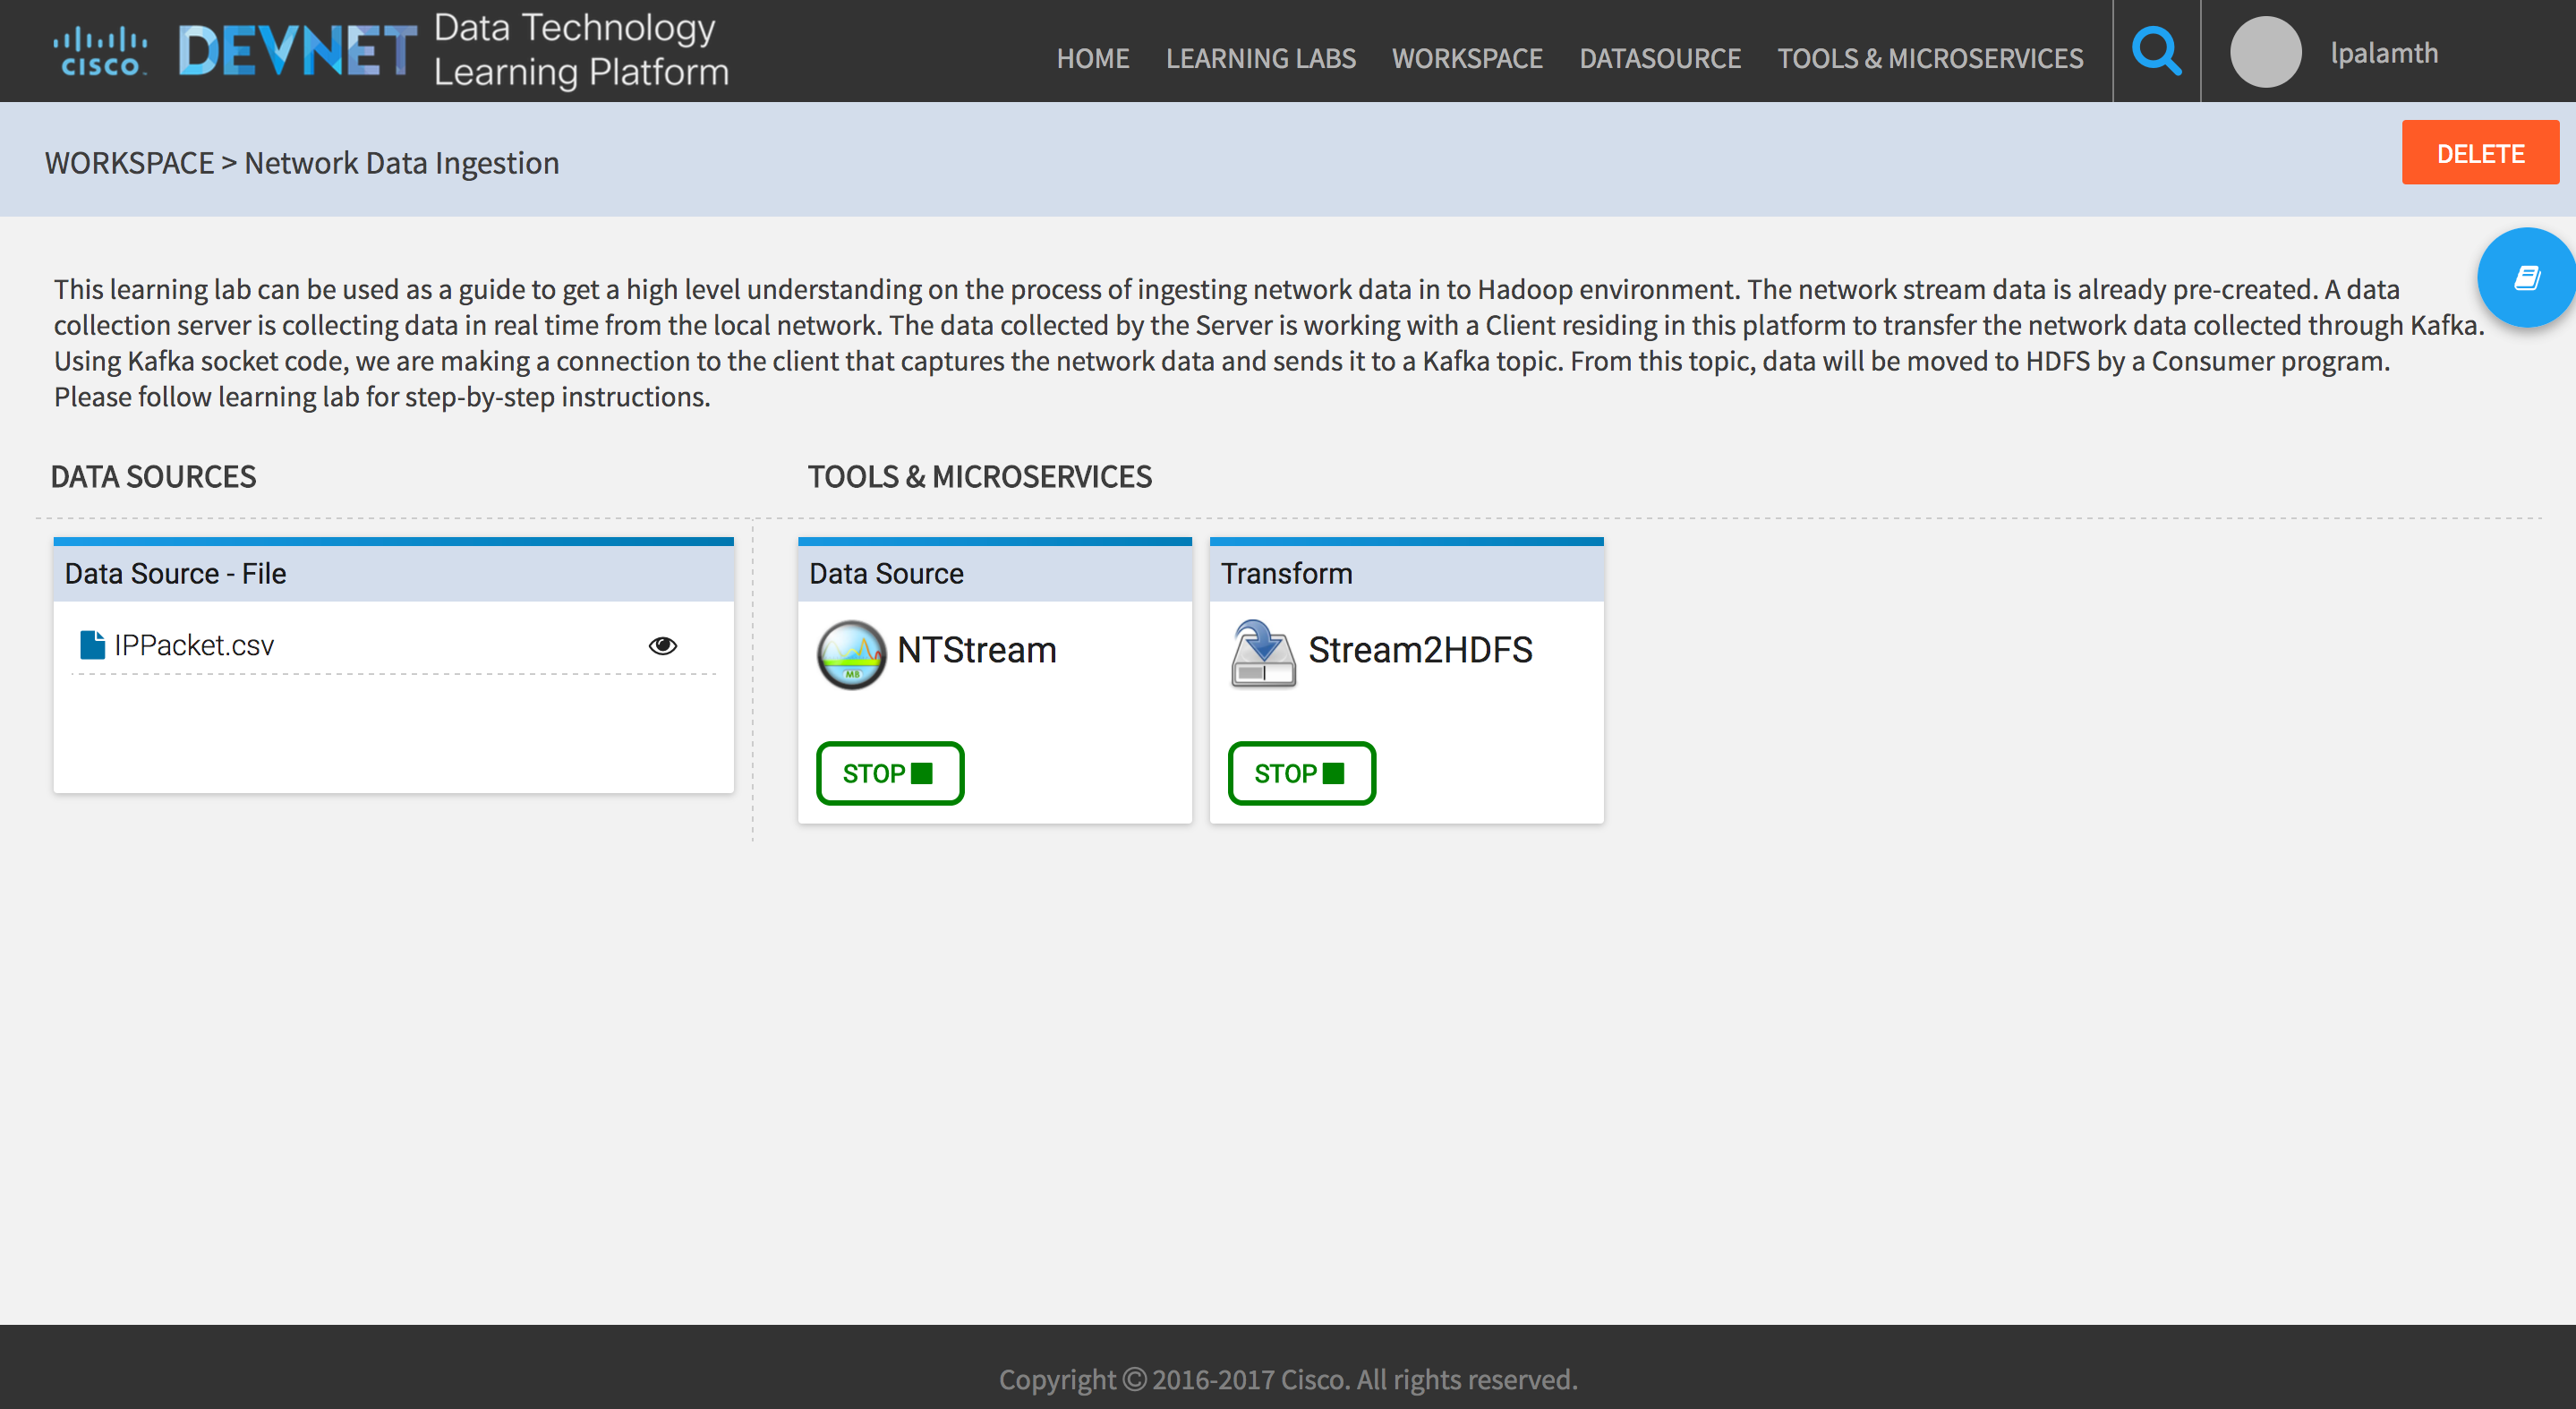 CISCO
DEVNET
Data Technology
Learning Platform
HOME LEARNING LABS WORKSPACE DATASOURCE TOOLS & MICROSERVICES
lpalamth
WORKSPACE > Network Data Ingestion
DELETE
This learning lab can be used as a guide to get a high level understanding on the process of ingesting network data in to Hadoop environment. The network stream data is already pre-created. A data
collection server is collecting data in real time from the local network. The data collected by the Server is working with a Client residing in this platform to transfer the network data collected through Kafka.
Using Kafka socket code, we are making a connection to the client that captures the network data and sends it to a Kafka topic. From this topic, data will be moved to HDFS by a Consumer program.
Please follow learning lab for step-by-step instructions.
DATA SOURCES
TOOLS & MICROSERVICES
Data Source - File
IPPacket.csv
Data Source
MB
NTStream
STOP
Transform
Stream2HDFS
STOP
Copyright © 2016-2017 Cisco. All rights reserved.